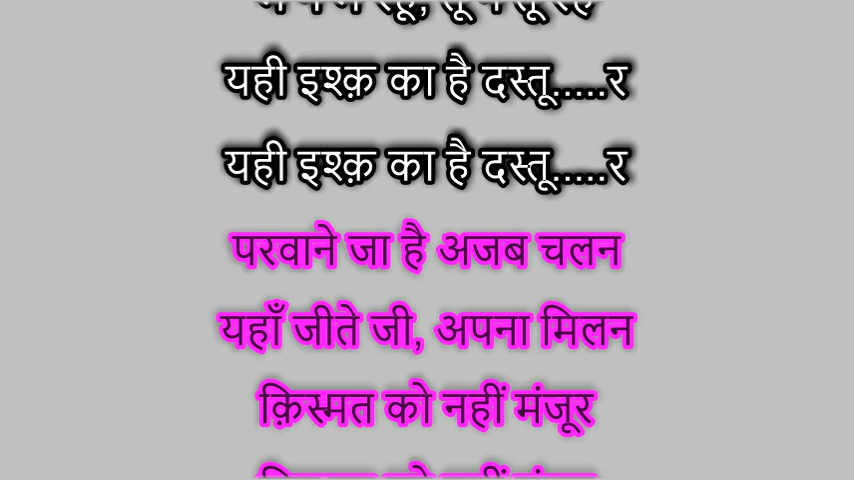 यही इश्क़ का है दस्तू.....र
यही इश्क़ का है दस्तू.....र
परवाने जा है अजब चलन
यहाँ जीते जी, अपना मिलन
क़िस्मत को नहीं मंजूर